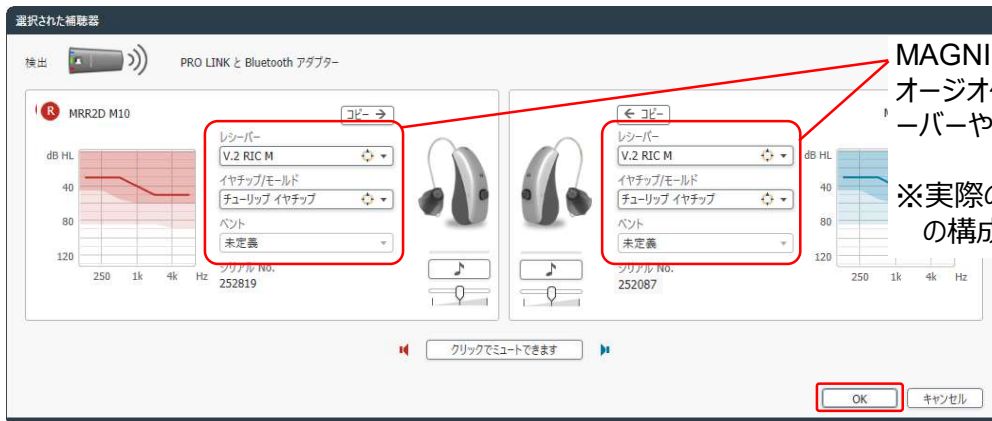 選択された補聴器
検出
PRO LINK と Bluetooth アダプター
R MRR2D M10
コピー →
レシーバー
V.2 RIC M
イヤチップ/モールド
チューリップ イヤチップ
ベント
未定義
シリアル No.
252819
dB HL
40
80
120
250 1k 4k Hz
← コピー
レシーバー
V.2 RIC M
イヤチップ/モールド
チューリップ イヤチップ
ベント
未定義
シリアル No.
252087
dB HL
40
80
120
250 1k 4k Hz
クリックでミュートできます
OK
キャンセル
MAGNI
オージオ
ーバーや
※実際の
の構成